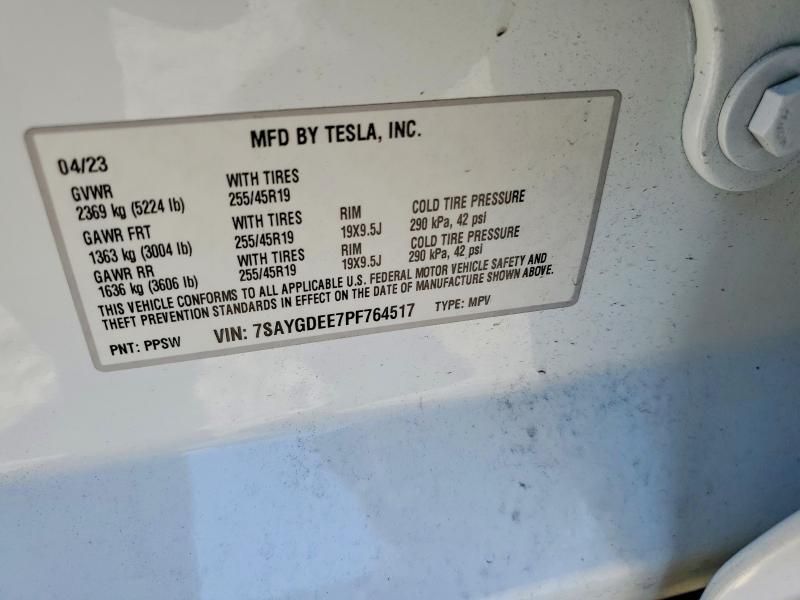 MFD BY TESLA, INC.
04/23
GVWR WITH TIRES
2369 kg (5224 lb) 255/45R19
GAWR FRT WITH TIRES RIM COLD TIRE PRESSURE
1363 kg (3004 lb) 255/45R19 19X9.5J 290 kPa, 42 psi
GAWR RR WITH TIRES RIM COLD TIRE PRESSURE
1636 kg (3606 lb) 255/45R19 19X9.5J 290 kPa, 42 psi
THIS VEHICLE CONFORMS TO ALL APPLICABLE U.S. FEDERAL MOTOR VEHICLE SAFETY AND
THEFT PREVENTION STANDARDS IN EFFECT ON THE DATE OF MANUFACTURE SHOWN ABOVE.
PNT: PPSW VIN: 7SAYGDEE7PF764517 TYPE: MPV